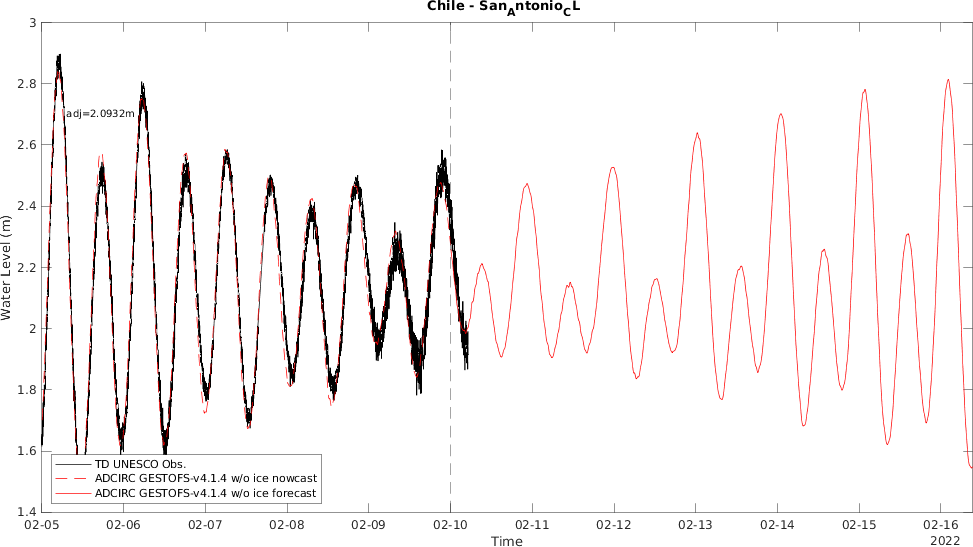 Chile - SanAntonioCL
3
2.8
2.6
2.4
2.2
2
1.8
1.6
1.4
Water Level (m)
adj=2.0932m
TD UNESCO Obs.
ADCIRC GESTOFS-v4.1.4 w/o ice nowcast
ADCIRC GESTOFS-v4.1.4 w/o ice forecast
02-05 02-06 02-07 02-08 02-09 02-10 02-11 02-12 02-13 02-14 02-15 02-16
Time
2022